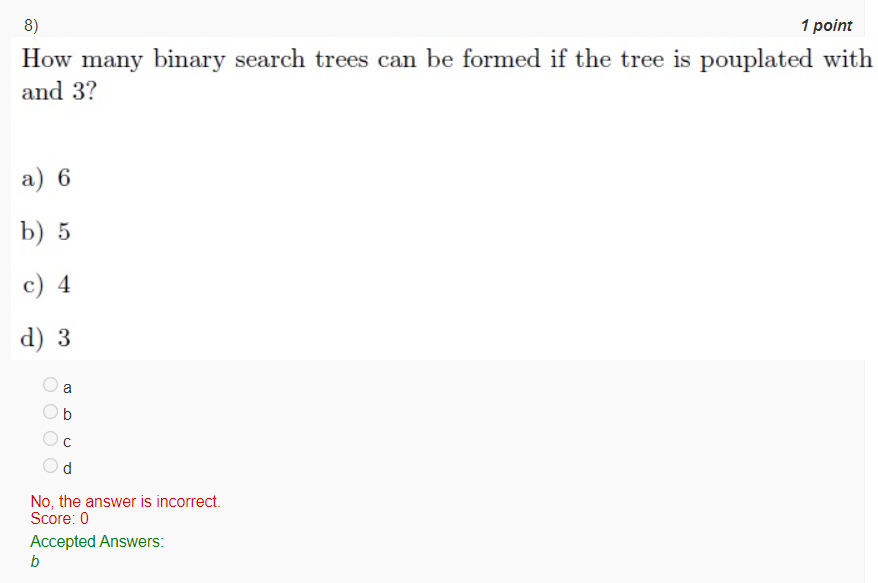 8)
1 point
How many binary search trees can be formed if the tree is pouplated with
and 3?
a) 6
b) 5
c) 4
d) 3
a
b
c
d
No, the answer is incorrect.
Score: 0
Accepted Answers:
b